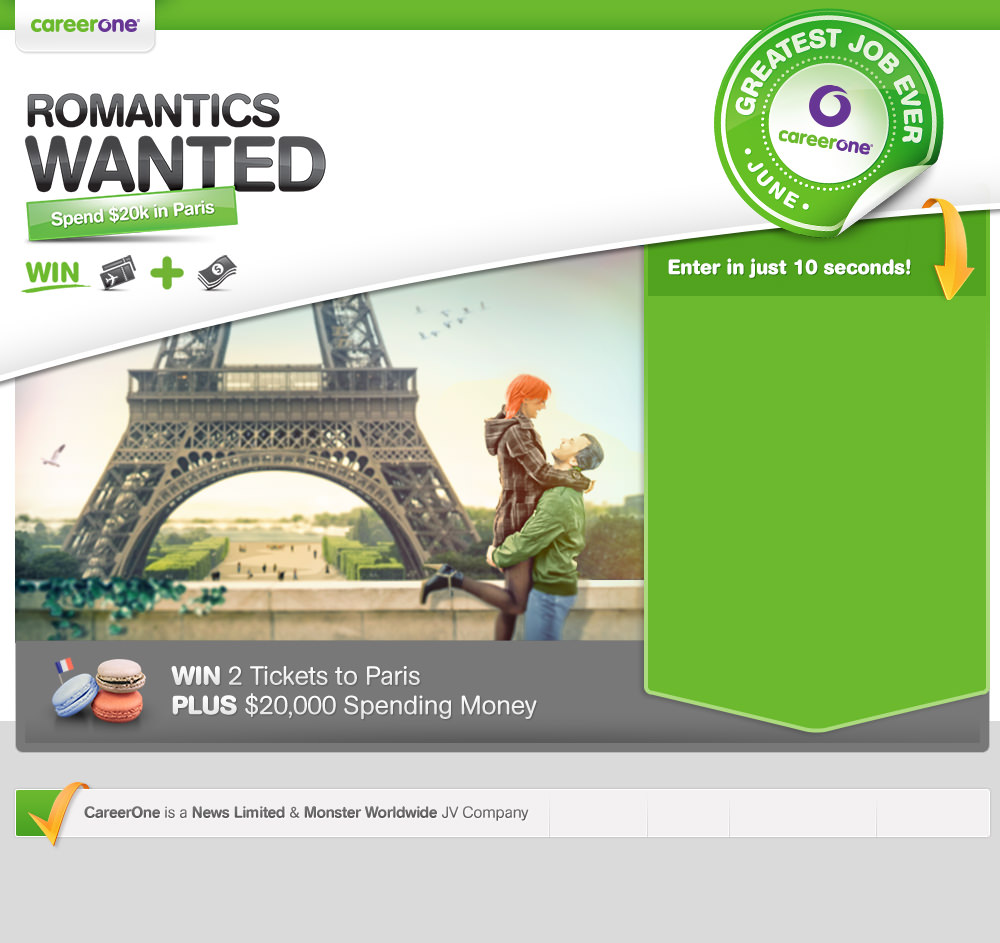 careerone
ROMANTICS
WANTED
Spend $20k in Paris
WIN
GREATEST JOB EVER
careerone
• JUNE •
Enter in just 10 seconds!
$
WIN 2 Tickets to Paris
PLUS $20,000 Spending Money
CareerOne is a News Limited & Monster Worldwide JV Company